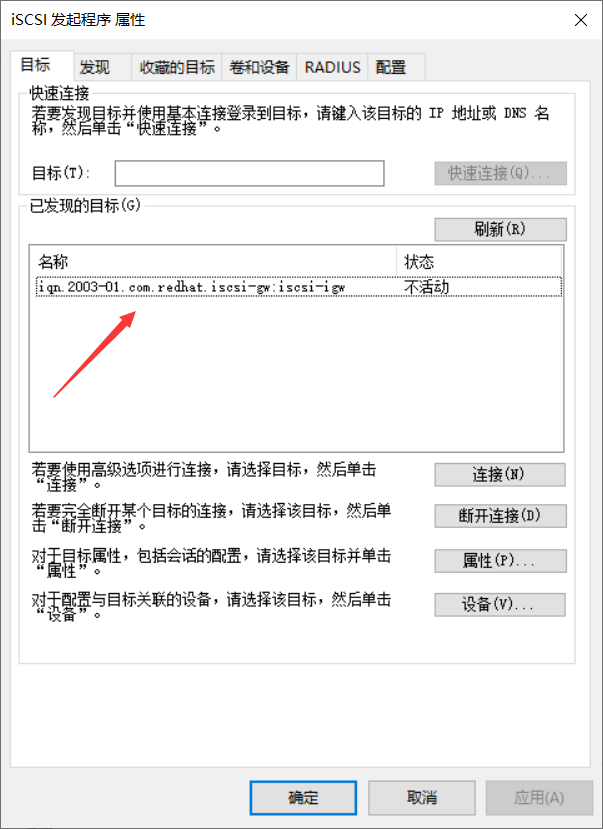 iSCSI 发起程序 属性
目标
发现
收藏的目标
卷和设备
RADIUS
配置
快速连接
若要发现目标并使用基本连接登录到目标，请键入该目标的 IP 地址或 DNS 名
称，然后单击“快速连接”。
目标(T):
快速连接(Q)...
已发现的目标(G)
刷新(R)
名称
状态
iqn.2003-01.com.redhat.iscsi-gw:iscsi-igw
不活动
若要使用高级选项进行连接，请选择目标，然后单击
“连接”。
连接(N)
若要完全断开某个目标的连接，请选择该目标，然后单
击“断开连接”。
断开连接(D)
对于目标属性，包括会话的配置，请选择该目标并单击
“属性”。
属性(P)...
对于配置与目标关联的设备，请选择该目标，然后单击
“设备”。
设备(V)...
确定
取消
应用(A)